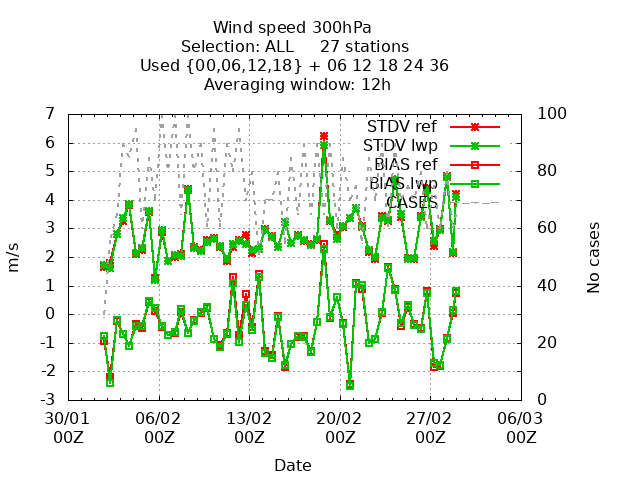 Wind speed 300hPa
Selection: ALL     27 stations
Used {00,06,12,18} + 06 12 18 24 36
Averaging window: 12h
7 100
STDV ref
6
STDV lwp
5 80
BIAS ref
BIAS lwp
4
CASES
3 60
m/s
No cases
2
1 40
0
-1 20
-2
-3 0
30/01 06/02 13/02 20/02 27/02 06/03
00Z 00Z 00Z 00Z 00Z 00Z
Date